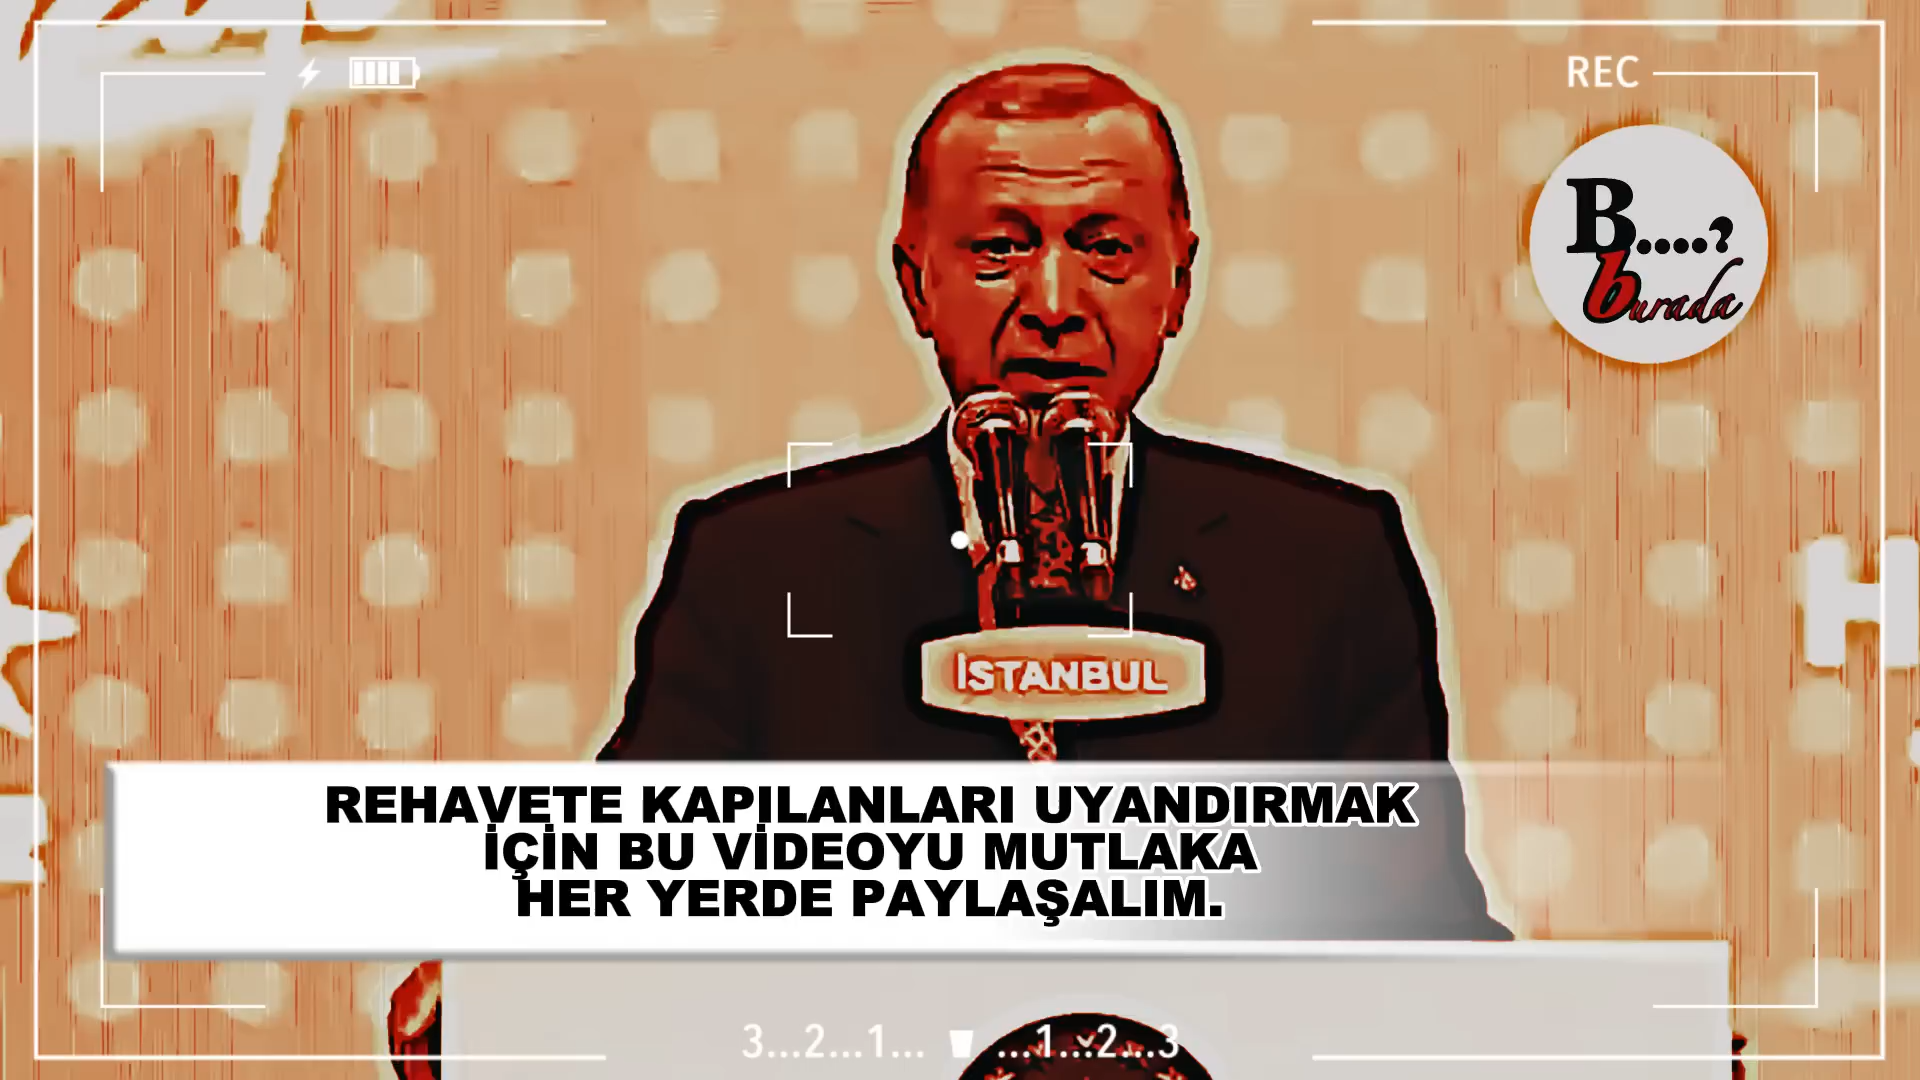 REC
B....?
burada
H
İSTANBUL
REHAVETE KAPILANLARI UYANDIRMAK
İÇİN BU VİDEOYU MUTLAKA
HER YERDE PAYLAŞALIM.
3...2...1... ...1...2...3